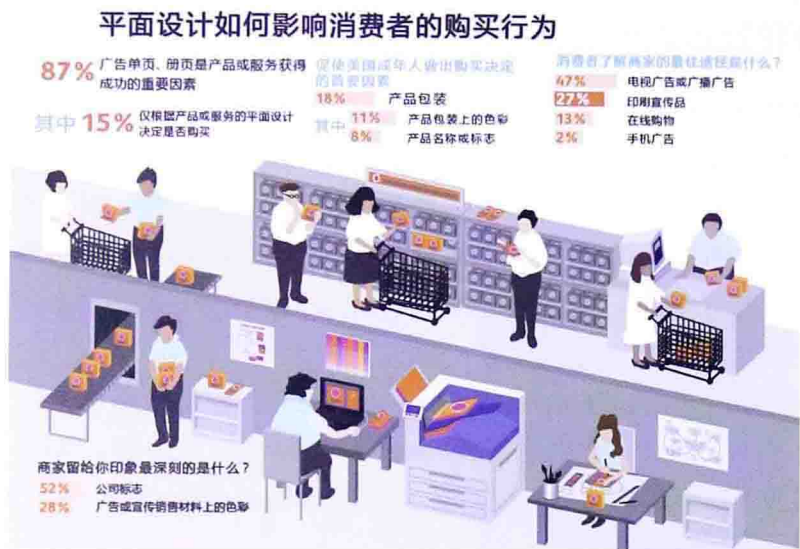 平面设计如何影响消费者的购买行为
87% 广告单页、册页是产品或服务获得
成功的重要因素
其中 15% 仅根据产品或服务的平面设计
决定是否购买
促使美国成年人做出购买决定
的首要因素
18% 产品包装
其中 11% 产品包装上的色彩
8% 产品名称或标志
消费者了解商家的最佳途径是什么?
47% 电视广告或广播广告
27% 印刷宣传品
13% 在线购物
2% 手机广告
商家留给你印象最深刻的是什么?
52% 公司标志
28% 广告或宣传销售材料上的色彩